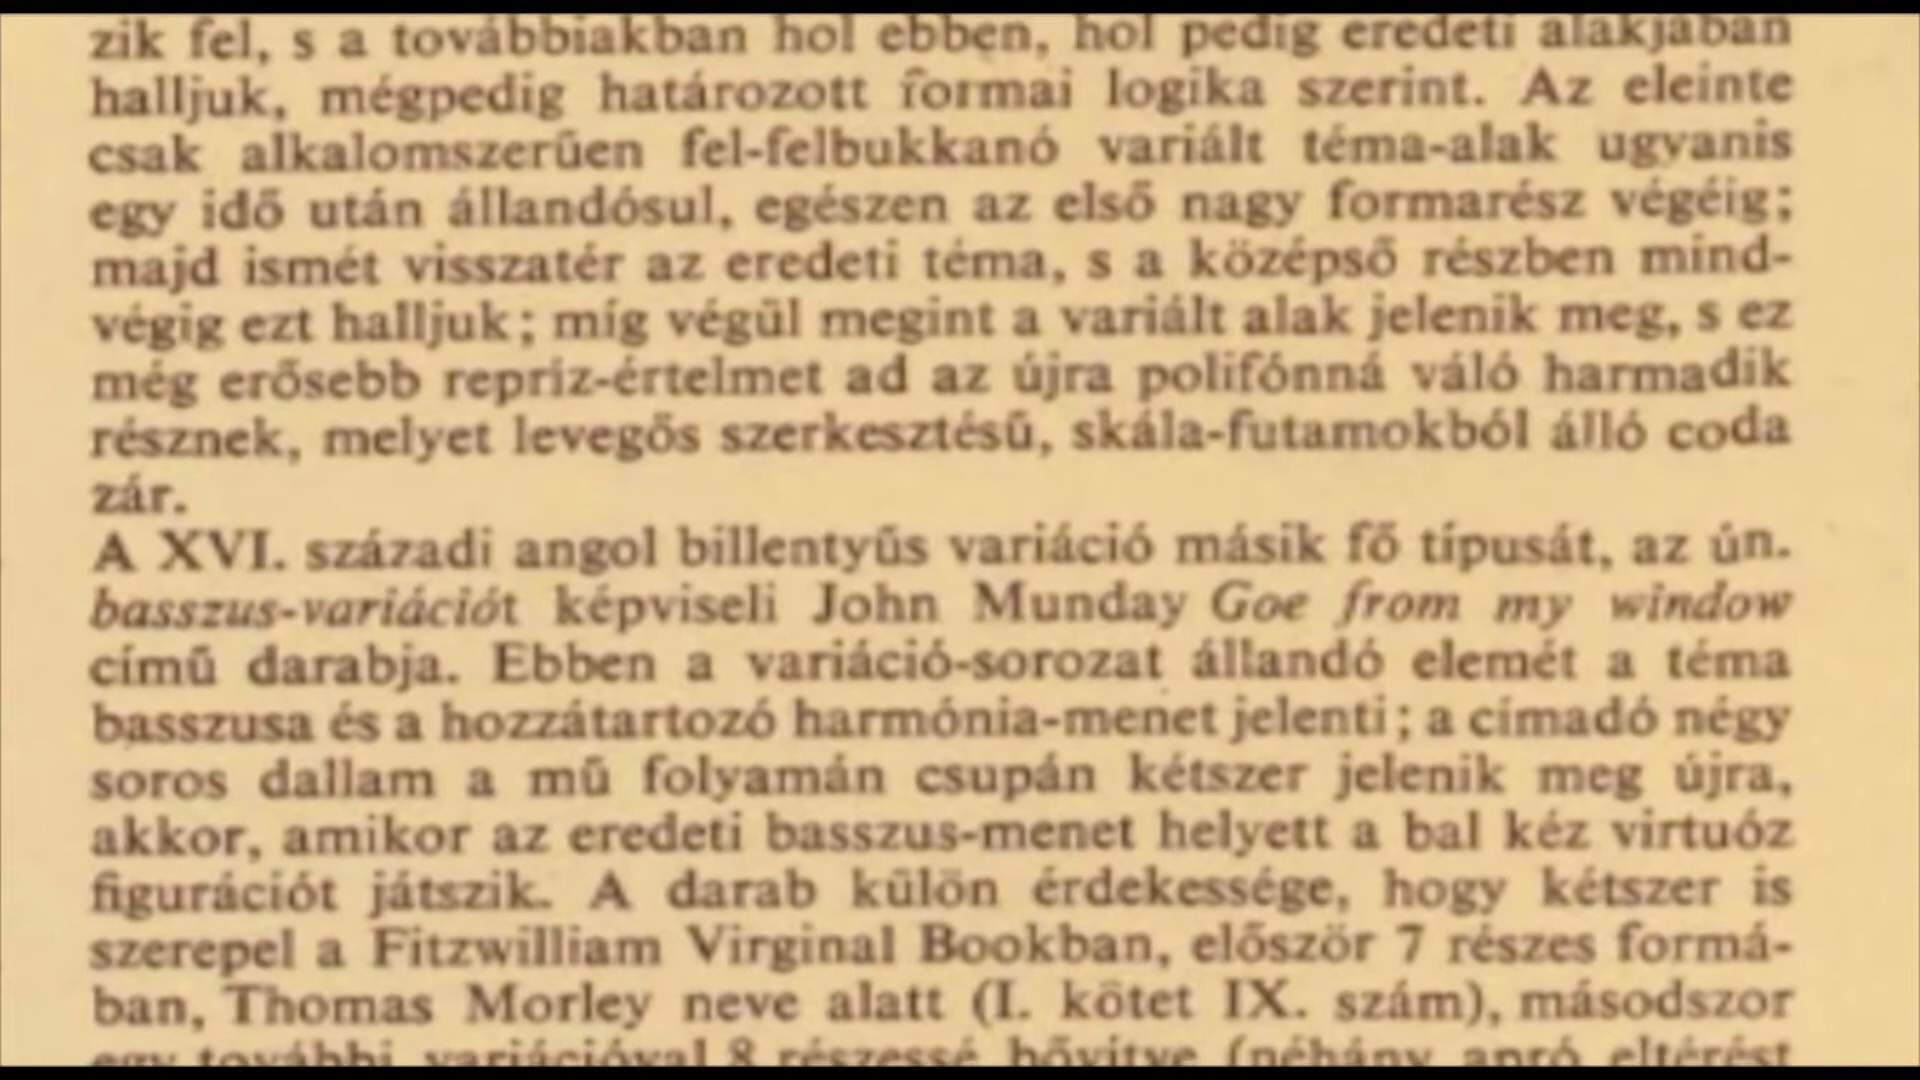 zik fel, s a továbbiakban hol ebben, hol pedig eredeti alakjában
halljuk, mégpedig határozott formai logika szerint. Az eleinte
csak alkalomszerűen fel-felbukkanó variált téma-alak ugyanis
egy idő után állandósul, egészen az első nagy formarész végéig;
majd ismét visszatér az eredeti téma, s a középső részben mind-
végig ezt halljuk; míg végül megint a variált alak jelenik meg, s ez
még erősebb repríz-értelmet ad az újra polifónná váló harmadik
résznek, melyet levegős szerkesztésű, skála-futamokból álló coda
zár.
A XVI. századi angol billentyűs variáció másik fő típusát, az ún.
basszus-variációt képviseli John Munday Goe from my window
című darabja. Ebben a variáció-sorozat állandó elemét a téma
basszusa és a hozzátartozó harmónia-menet jelenti; a címadó négy
soros dallam a mű folyamán csupán kétszer jelenik meg újra,
akkor, amikor az eredeti basszus-menet helyett a bal kéz virtuóz
figurációt játszik. A darab külön érdekessége, hogy kétszer is
szerepel a Fitzwilliam Virginal Bookban, először 7 részes formá-
ban, Thomas Morley neve alatt (I. kötet IX. szám), másodszor
egy további variációval 8 részessé bővítve (néhány apró eltérést